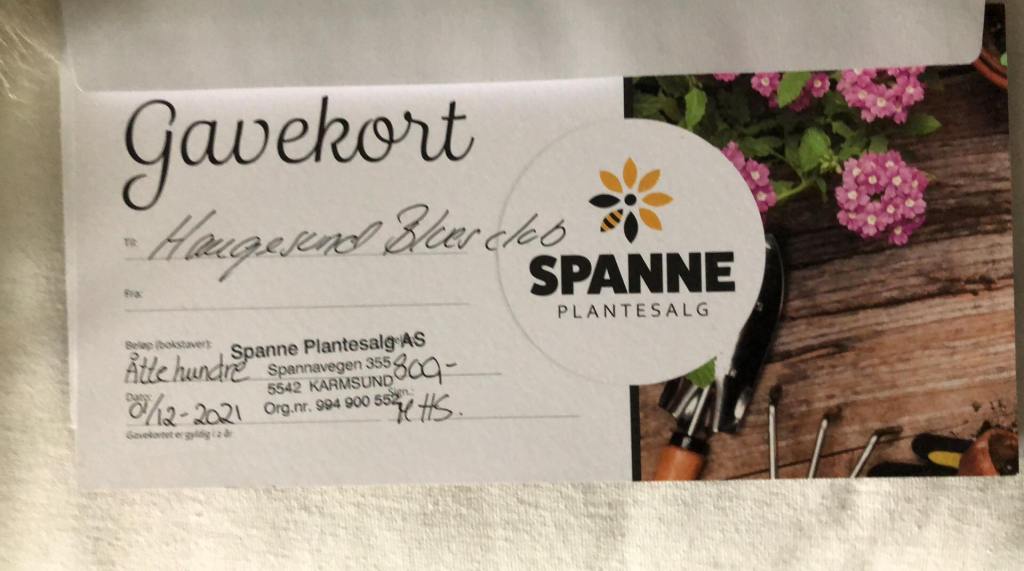 Gavekort
Til: Haugesund Blues club
Fra:
SPANNE
PLANTESALG
Beløp (bokstaver):
Spanne Plantesalg AS
Åtte hundre
Spannavegen 355
800,-
5542 KARMSUND
Dato:
Sign.:
01/12-2021
Org.nr. 994 900 552
Gavekortet er gyldig i 2 år